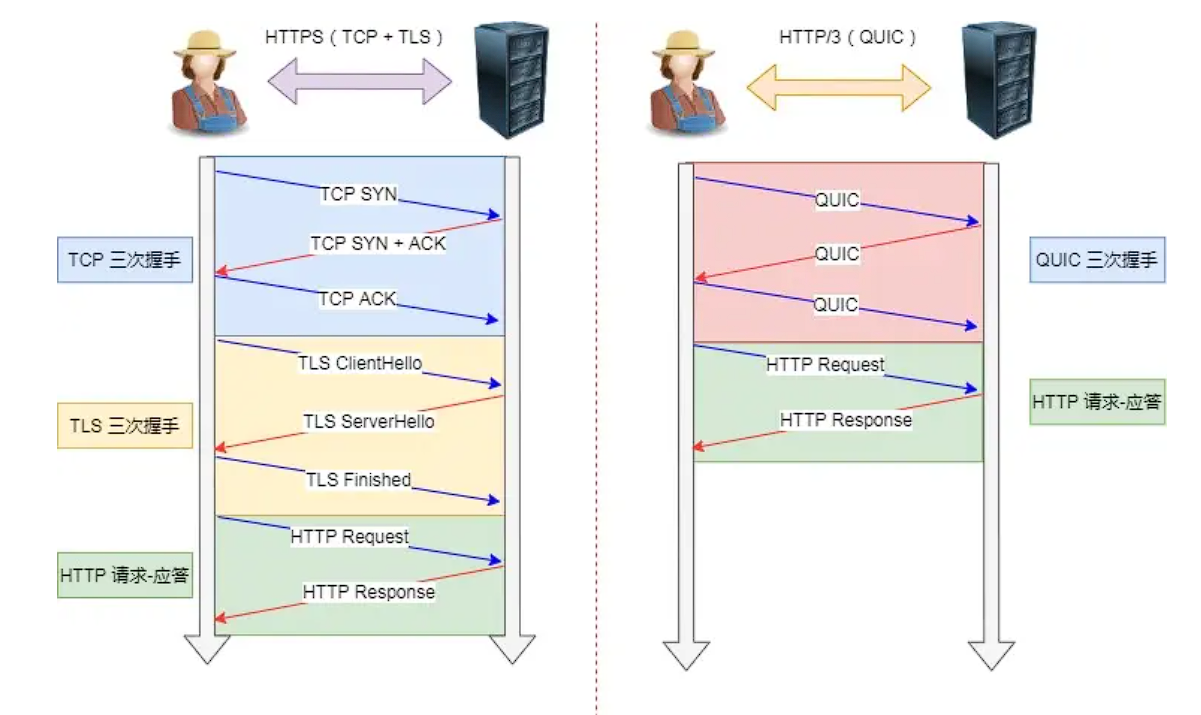 HTTPS（TCP + TLS）
TCP 三次握手
TCP SYN
TCP SYN + ACK
TCP ACK
TLS 三次握手
TLS ClientHello
TLS ServerHello
TLS Finished
HTTP 请求-应答
HTTP Request
HTTP Response
HTTP/3（QUIC）
QUIC
QUIC
QUIC
QUIC 三次握手
HTTP Request
HTTP Response
HTTP 请求-应答